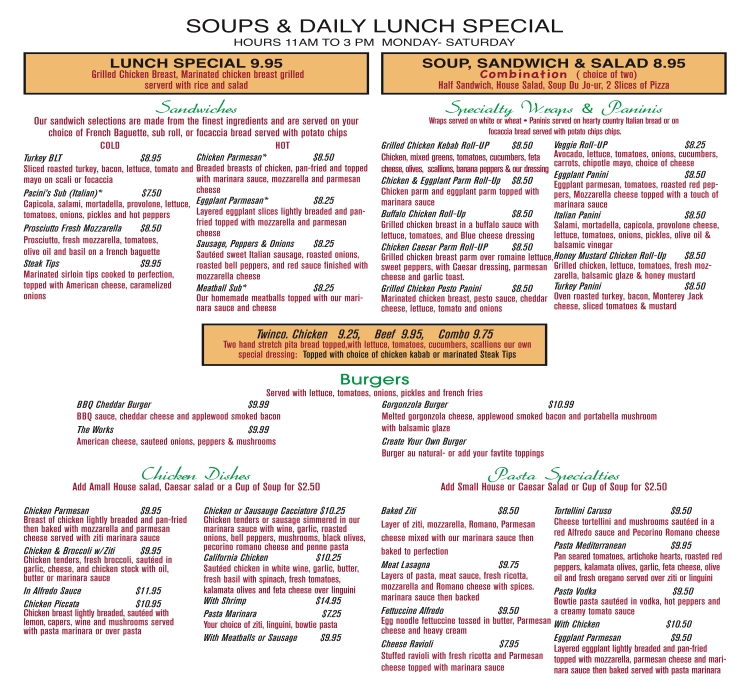 SOUPS & DAILY LUNCH SPECIAL
HOURS 11AM TO 3 PM MONDAY- SATURDAY
LUNCH SPECIAL 9.95
Grilled Chicken Breast, Marinated chicken breast grilled
serverd with rice and salad
SOUP, SANDWICH & SALAD 8.95
Combination ( choice of two)
Half Sandwich, House Salad, Soup Du Jo-ur, 2 Slices of Pizza
Sandwiches
Our sandwich selections are made from the finest ingredients and are served on your
choice of French Baguette, sub roll, or focaccia bread served with potato chips
COLD
Turkey BLT $8.95
Sliced roasted turkey, bacon, lettuce, tomato and
mayo on scali or focaccia
Pacini's Sub (Italian)* $7.50
Capicola, salami, mortadella, provolone, lettuce,
tomatoes, onions, pickles and hot peppers
Prosciutto Fresh Mozzarella $8.50
Prosciutto, fresh mozzarella, tomatoes,
olive oil and basil on a french baguette
Steak Tips $9.95
Marinated sirloin tips cooked to perfection,
topped with American cheese, caramelized
onions
HOT
Chicken Parmesan* $8.50
Breaded breasts of chicken, pan-fried and topped
with marinara sauce, mozzarella and parmesan
cheese
Eggplant Parmesan* $8.25
Layered eggplant slices lightly breaded and pan-
fried topped with mozzarella and parmesan
cheese
Sausage, Peppers & Onions $8.25
Sautéed sweet Italian sausage, roasted onions,
roasted bell peppers, and red sauce finished with
mozzarella cheese
Meatball Sub* $8.25
Our homemade meatballs topped with our mari-
nara sauce and cheese
Specialty Wraps & Paninis
Wraps served on white or wheat • Paninis served on hearty country Italian bread or on
focaccia bread served with potato chips chips.
Grilled Chicken Kebab Roll-UP $8.50
Chicken, mixed greens, tomatoes, cucumbers, feta
cheese, olives, scallions, banana peppers & our dressing
Chicken & Eggplant Parm Roll-Up $8.50
Chicken parm and eggplant parm topped with
marinara sauce
Buffalo Chicken Roll-Up $8.50
Grilled chicken breast in a buffalo sauce with
lettuce, tomatoes, and Blue cheese dressing
Chicken Caesar Parm Roll-UP $8.50
Grilled chicken breast parm over romaine lettuce,
sweet peppers, with Caesar dressing, parmesan
cheese and garlic toast.
Grilled Chicken Pesto Panini $8.50
Marinated chicken breast, pesto sauce, cheddar
cheese, lettuce, tomato and onions
Veggie Roll-UP $8.25
Avocado, lettuce, tomatoes, onions, cucumbers,
carrots, chipotle mayo, choice of cheese
Eggplant Panini $8.50
Eggplant parmesan, tomatoes, roasted red pep-
pers, Mozzarella cheese topped with a touch of
marinara sauce
Italian Panini $8.50
Salami, mortadella, capicola, provolone cheese,
lettuce, tomatoes, onions, pickles, olive oil &
balsamic vinegar
Honey Mustard Chicken Roll-Up $8.50
Grilled chicken, lettuce, tomatoes, fresh moz-
zarella, balsamic glaze & honey mustard
Turkey Panini $8.50
Oven roasted turkey, bacon, Monterey Jack
cheese, sliced tomatoes & mustard
Twinco. Chicken 9.25, Beef 9.95, Combo 9.75
Two hand stretch pita bread topped,with lettuce, tomatoes, cucumbers, scallions our own
special dressing: Topped with choice of chicken kabab or marinated Steak Tips
Burgers
Served with lettuce, tomatoes, onions, pickles and french fries
BBQ Cheddar Burger $9.99
BBQ sauce, cheddar cheese and applewood smoked bacon
The Works $9.99
American cheese, sauteed onions, peppers & mushrooms
Gorgonzola Burger $10.99
Melted gorgonzola cheese, applewood smoked bacon and portabella mushroom
with balsamic glaze
Create Your Own Burger
Burger au natural- or add your favtite toppings
Chicken Dishes
Add Amall House salad, Caesar salad or a Cup of Soup for $2.50
Chicken Parmesan $9.95
Breast of chicken lightly breaded and pan-fried
then baked with mozzarella and parmesan
cheese served with ziti marinara sauce
Chicken & Broccoli w/Ziti $9.95
Chicken tenders, fresh broccoli, sautéed in
garlic, cheese, and chicken stock with oil,
butter or marinara sauce
In Alfredo Sauce $11.95
Chicken Piccata $10.95
Chicken breast lightly breaded, sautéed with
lemon, capers, wine and mushrooms served
with pasta marinara or over pasta
Chicken or Sausauge Cacciatore $10.25
Chicken tenders or sausage simmered in our
marinara sauce with wine, garlic, roasted
onions, bell peppers, mushrooms, black olives,
pecorino romano cheese and penne pasta
California Chicken $10.25
Sautéed chicken in white wine, garlic, butter,
fresh basil with spinach, fresh tomatoes,
kalamata olives and feta cheese over linguini
With Shrimp $14.95
Pasta Marinara $7.25
Your choice of ziti, linguini, bowtie pasta
With Meatballs or Sausage $9.95
Pasta Specialties
Add Small House or Caesar Salad or Cup of Soup for $2.50
Baked Ziti $8.50
Layer of ziti, mozzarella, Romano, Parmesan
cheese mixed with our marinara sauce then
baked to perfection
Meat Lasagna $9.75
Layers of pasta, meat sauce, fresh ricotta,
mozzarella and Romano cheese with spices.
marinara sauce then backed
Fettuccine Alfredo $9.50
Egg noodle fettuccine tossed in butter, Parmesan
cheese and heavy cream
Cheese Ravioli $7.95
Stuffed ravioli with fresh ricotta and Parmesan
cheese topped with marinara sauce
Tortellini Caruso $9.50
Cheese tortellini and mushrooms sautéed in a
red Alfredo sauce and Pecorino Romano cheese
Pasta Mediterranean $9.95
Pan seared tomatoes, artichoke hearts, roasted red
peppers, kalamata olives, garlic, feta cheese, olive
oil and fresh oregano served over ziti or linguini
Pasta Vodka $9.50
Bowtie pasta sautéed in vodka, hot peppers and
a creamy tomato sauce
With Chicken $10.50
Eggplant Parmesan $9.50
Layered eggplant lightly breaded and pan-fried
topped with mozzarella, parmesan cheese and mari-
nara sauce then baked served with pasta marinara